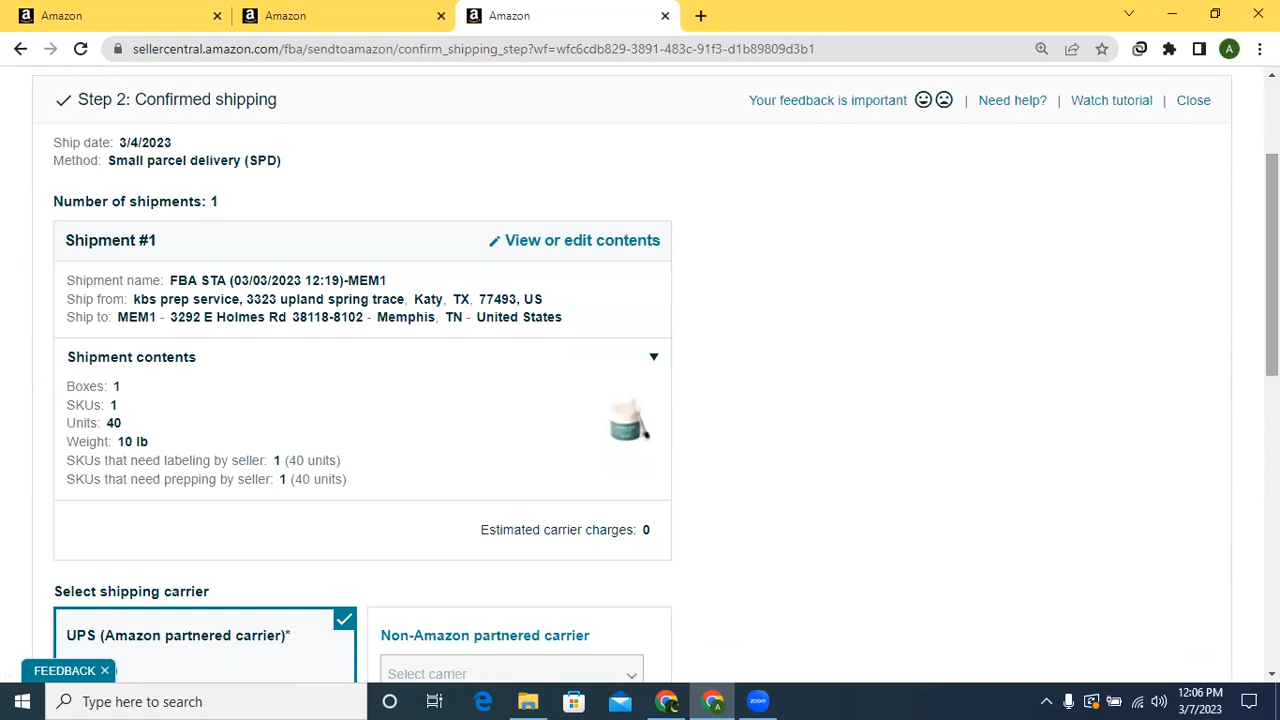 Amazon
Amazon
Amazon
sellercentral.amazon.com/fba/sendtoamazon/confirm_shipping_step?wf=wfc6cdb829-3891-483c-91f3-d1b89809d3b1
A
Step 2: Confirmed shipping
Your feedback is important | Need help? | Watch tutorial | Close
Ship date: 3/4/2023
Method: Small parcel delivery (SPD)
Number of shipments: 1
Shipment #1
View or edit contents
Shipment name: FBA STA (03/03/2023 12:19)-MEM1
Ship from: kbs prep service, 3323 upland spring trace, Katy, TX, 77493, US
Ship to: MEM1 - 3292 E Holmes Rd 38118-8102 - Memphis, TN - United States
Shipment contents
Boxes: 1
SKUs: 1
Units: 40
Weight: 10 lb
SKUs that need labeling by seller: 1 (40 units)
SKUs that need prepping by seller: 1 (40 units)
Estimated carrier charges: 0
Select shipping carrier
UPS (Amazon partnered carrier)*
Non-Amazon partnered carrier
Select carrier
FEEDBACK
Type here to search
zoom
12:06 PM
3/7/2023